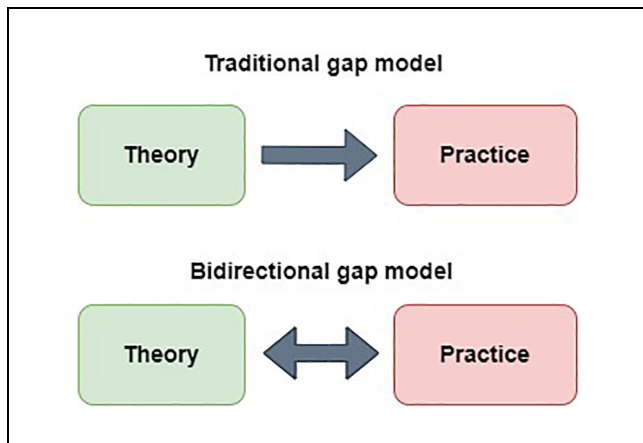 Traditional gap model
Theory
Practice
Bidirectional gap model
Theory
Practice